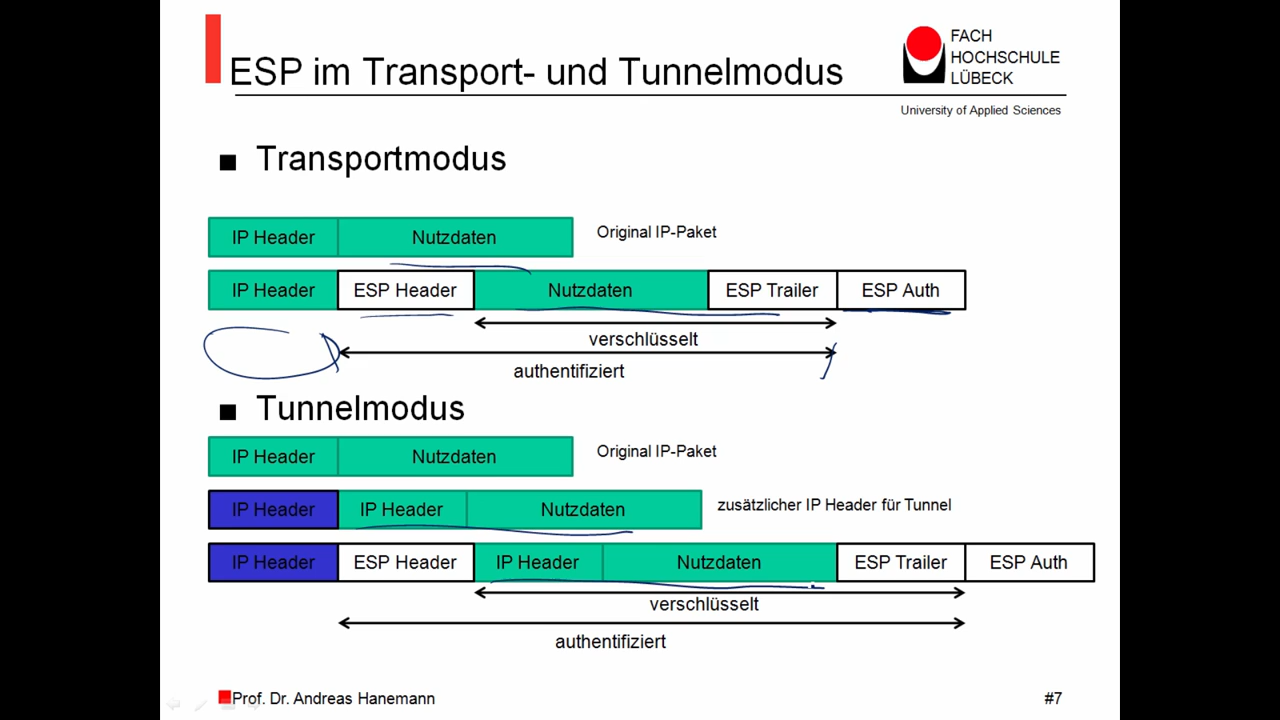 ESP im Transport- und Tunnelmodus
FACH
HOCHSCHULE
LÜBECK
University of Applied Sciences
Transportmodus
IP Header Nutzdaten Original IP-Paket
IP Header ESP Header Nutzdaten ESP Trailer ESP Auth
verschlüsselt
authentifiziert
Tunnelmodus
IP Header Nutzdaten Original IP-Paket
IP Header IP Header Nutzdaten zusätzlicher IP Header für Tunnel
IP Header ESP Header IP Header Nutzdaten ESP Trailer ESP Auth
verschlüsselt
authentifiziert
Prof. Dr. Andreas Hanemann #7